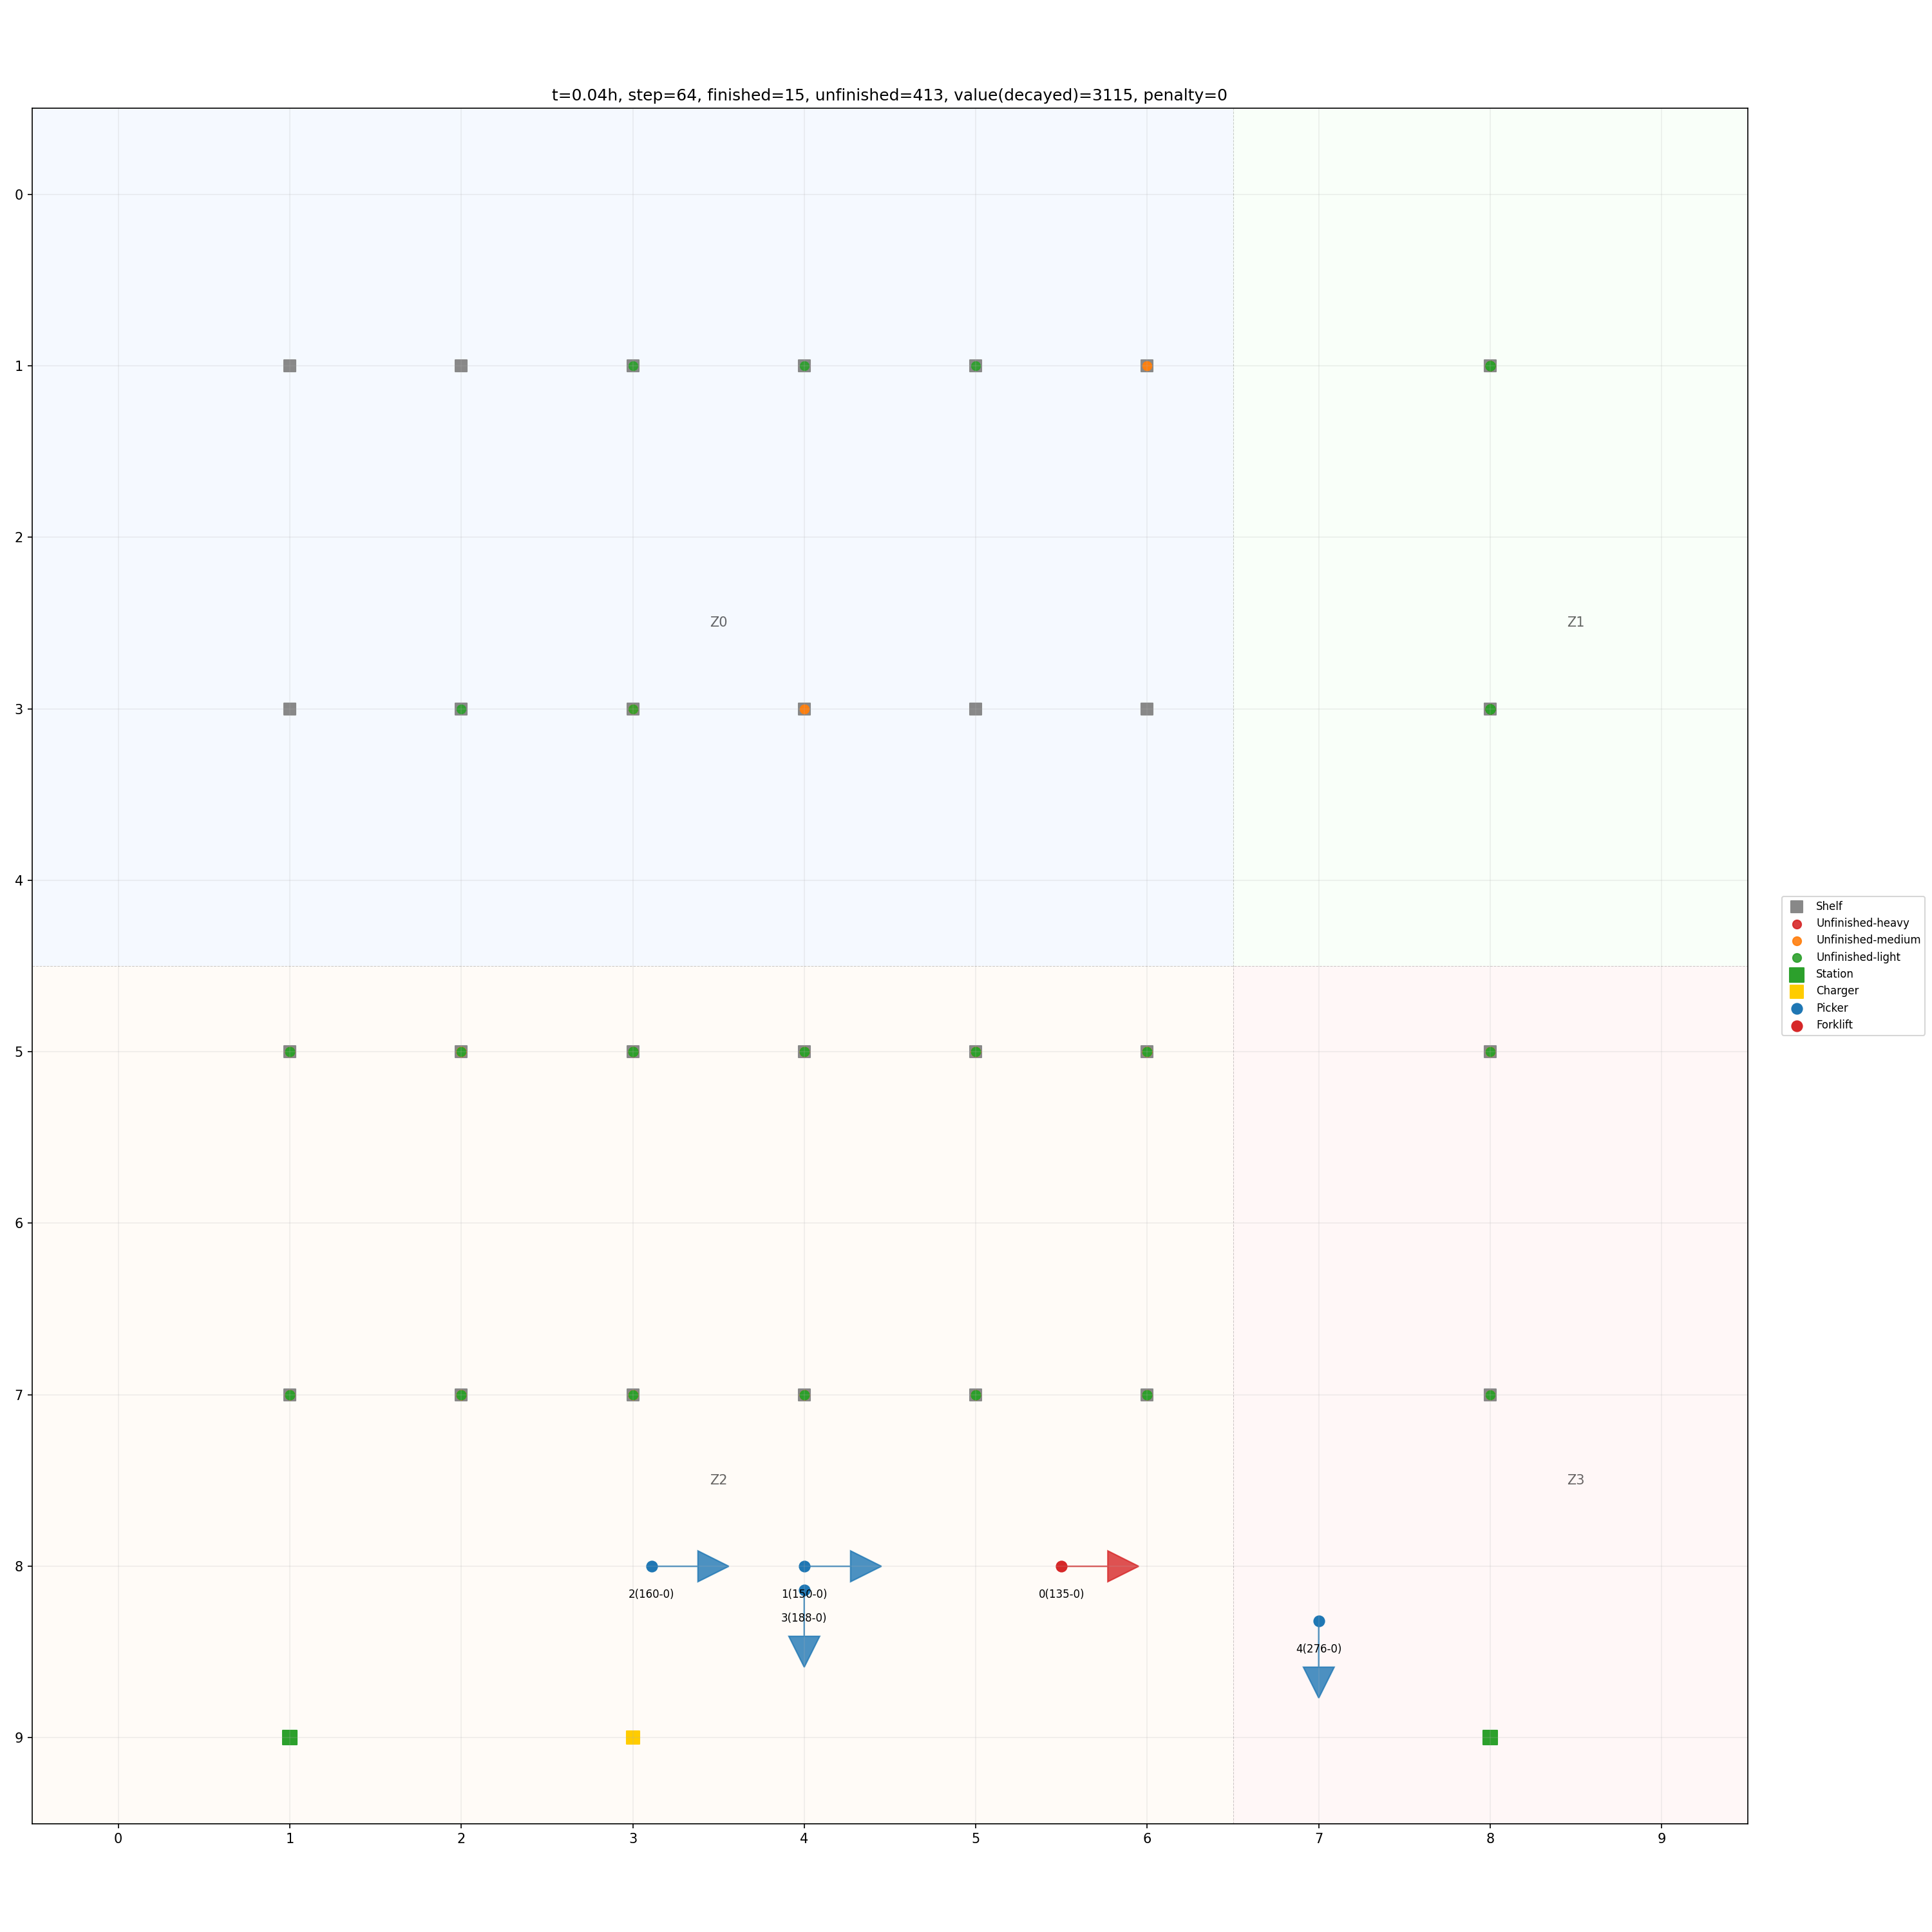 t=0.04h, step=64, finished=15, unfinished=413, value(decayed)=3115, penalty=0
0
1
2
Z0
Z1
3
4
Shelf
Unfinished-heavy
Unfinished-medium
Unfinished-light
Station
Charger
Picker
Forklift
5
6
7
Z2
Z3
8
2(160-0)
1(150-0)
0(135-0)
3(188-0)
4(276-0)
9
0 1 2 3 4 5 6 7 8 9